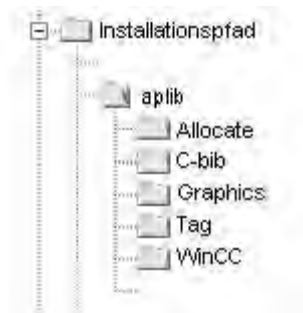 Installationspfad
aplib
Allocate
C-bib
Graphics
Tag
WinCC